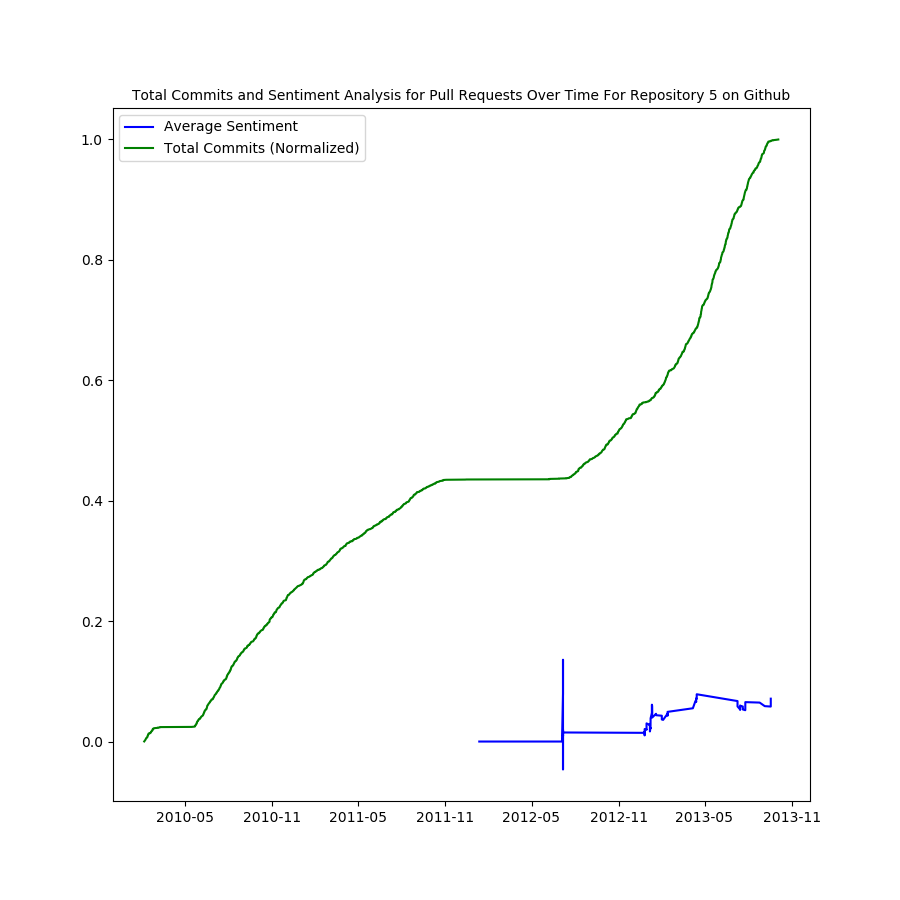 Total Commits and Sentiment Analysis for Pull Requests Over Time For Repository 5 on Github
Average Sentiment
Total Commits (Normalized)
1.0
0.8
0.6
0.4
0.2
0.0
2010-05 2010-11 2011-05 2011-11 2012-05 2012-11 2013-05 2013-11